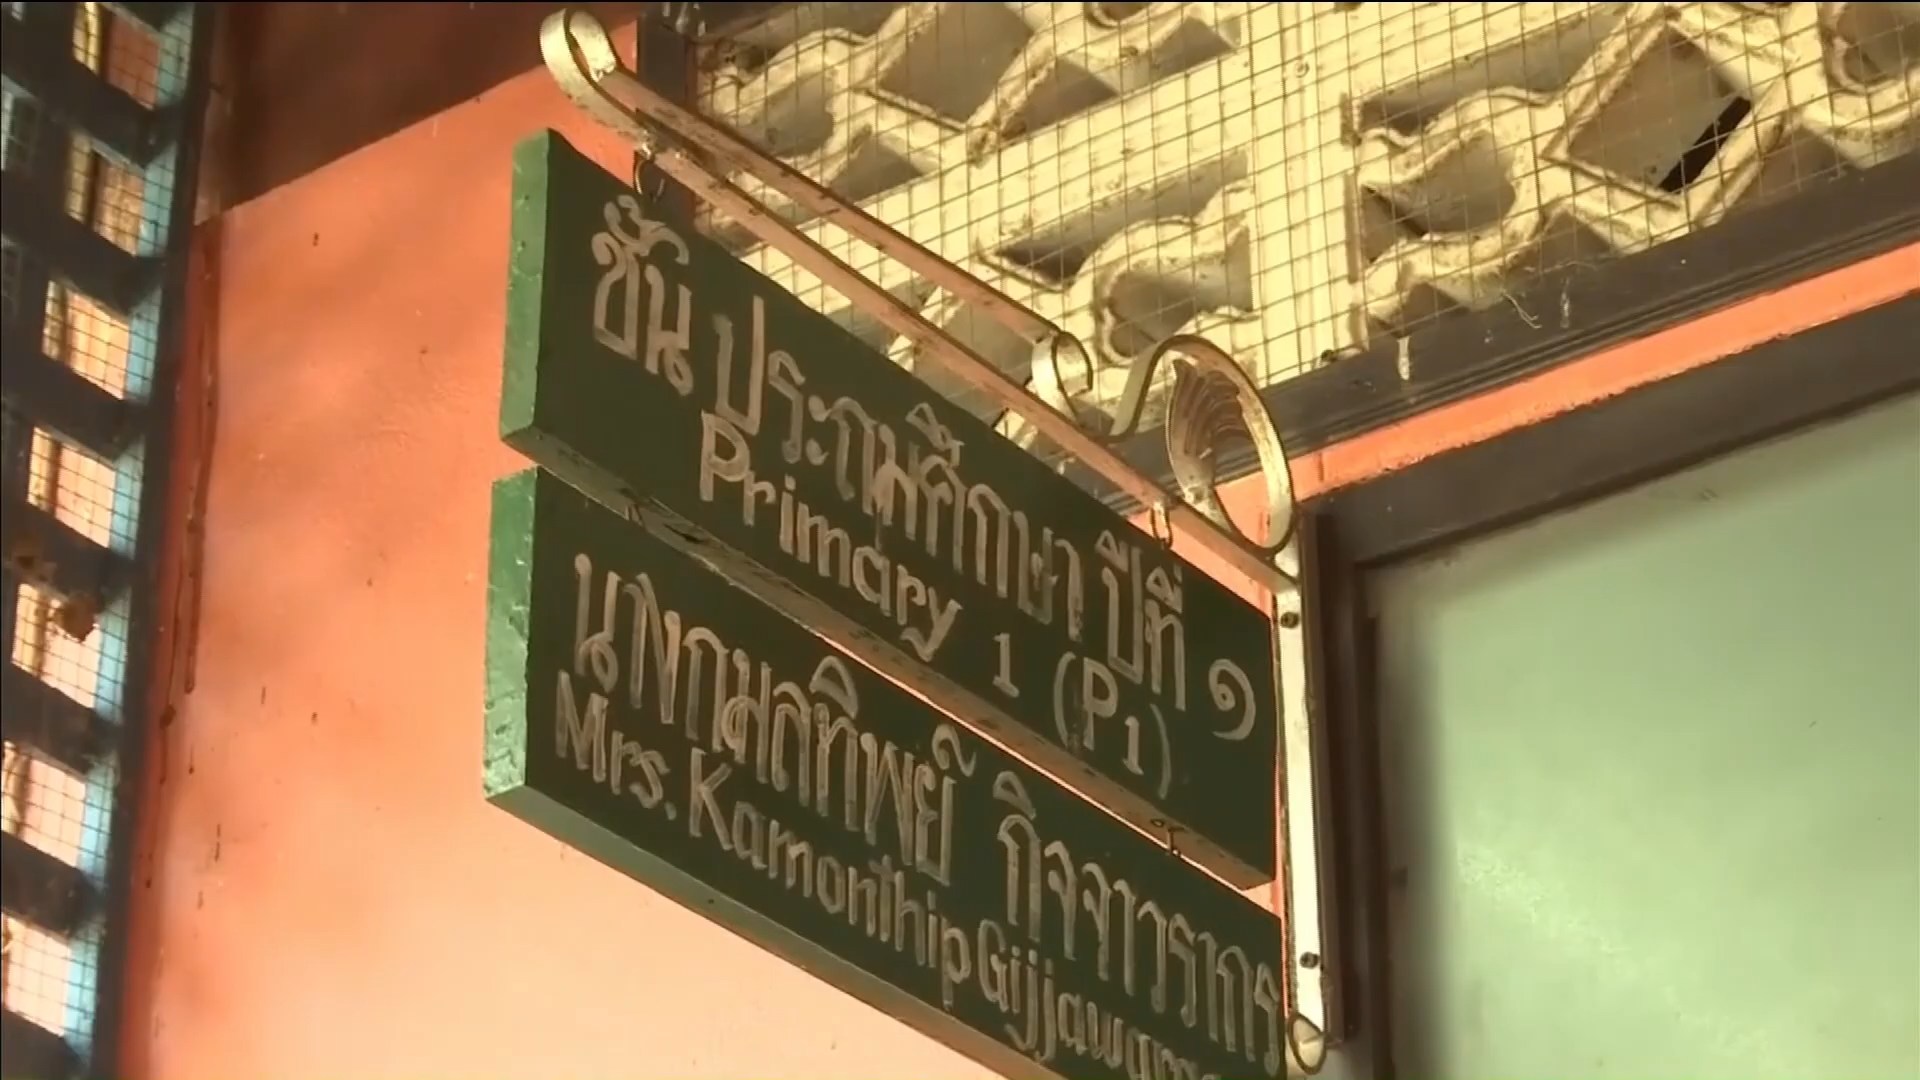 ชั้นประถมศึกษาปีที่ ๑
Primary 1 (P1)
นางกมลทิพย์ กิจจาวรากร
Mrs. Kamonthip